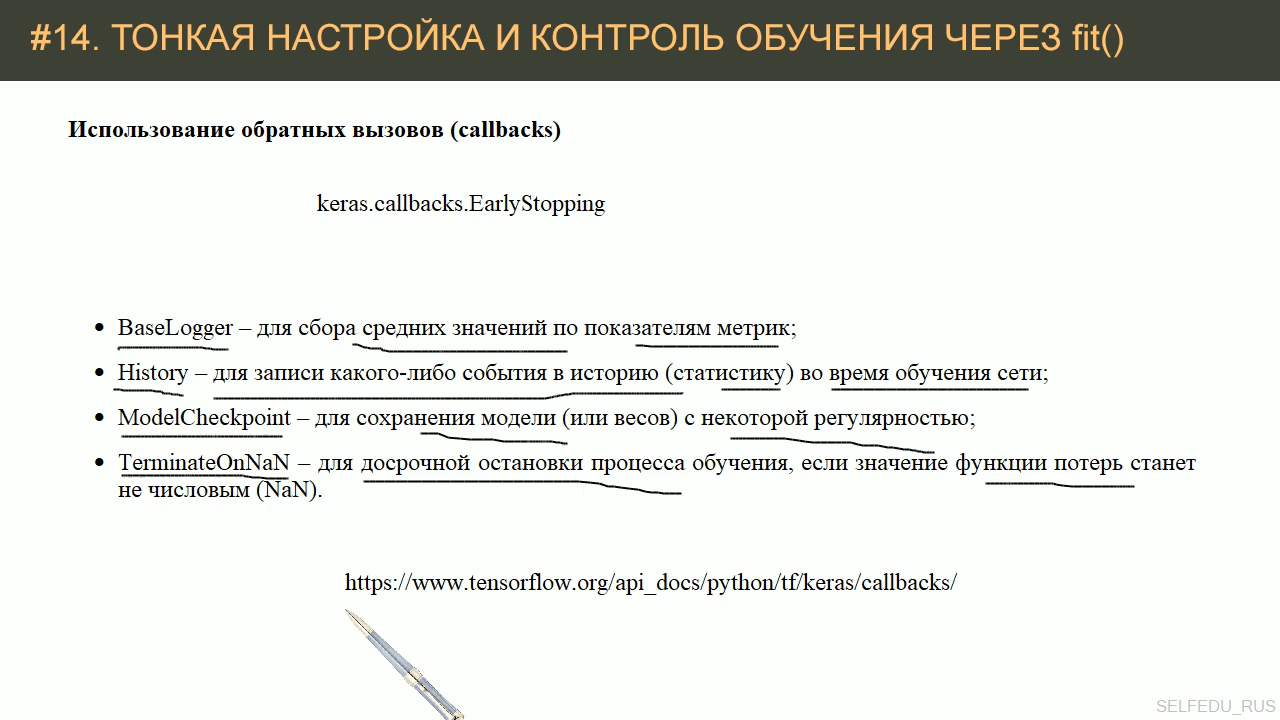 #14. ТОНКАЯ НАСТРОЙКА И КОНТРОЛЬ ОБУЧЕНИЯ ЧЕРЕЗ fit()
Использование обратных вызовов (callbacks)
keras.callbacks.EarlyStopping
• BaseLogger – для сбора средних значений по показателям метрик;
• History – для записи какого-либо события в историю (статистику) во время обучения сети;
• ModelCheckpoint – для сохранения модели (или весов) с некоторой регулярностью;
• TerminateOnNaN – для досрочной остановки процесса обучения, если значение функции потерь станет
не числовым (NaN).
https://www.tensorflow.org/api_docs/python/tf/keras/callbacks/
SELFEDU_RUS